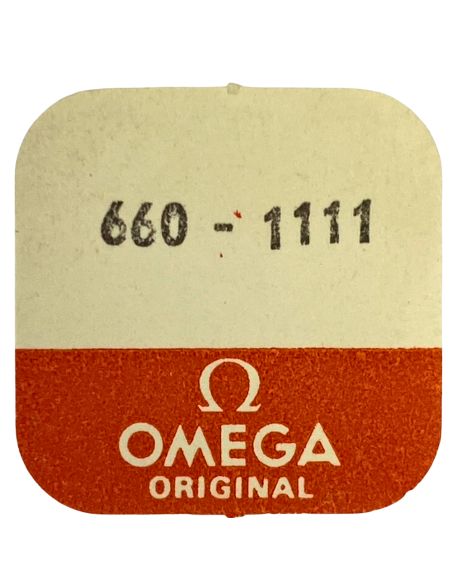 660 - 1111
Ω
OMEGA
ORIGINAL